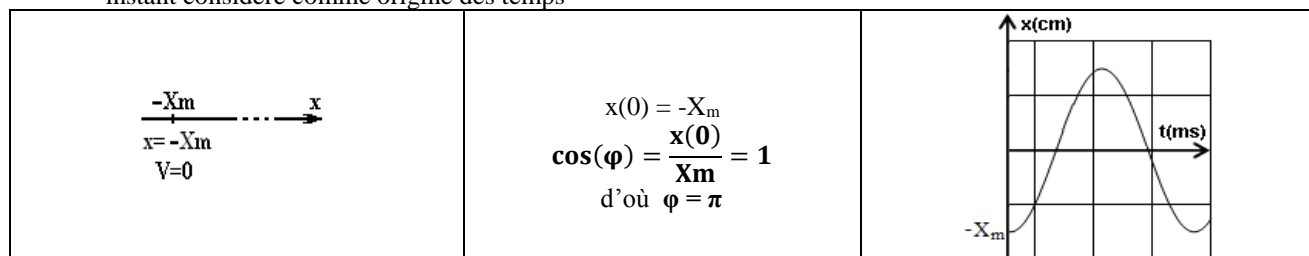 instant considéré comme origine des temps
-Xm x
x= -Xm
V=0
x(0) = -Xₘ
cos(φ) = x(0)/Xm = 1
d'où φ = π
x(cm)
t(ms)
-Xₘ